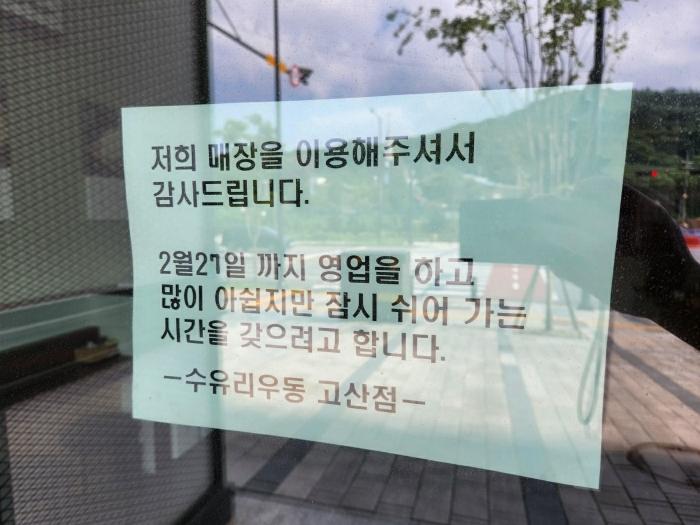 저희 매장을 이용해주셔서
감사드립니다.
2월21일 까지 영업을 하고
많이 아쉽지만 잠시 쉬어 가는
시간을 갖으려고 합니다.
-수유리우동 고산점-